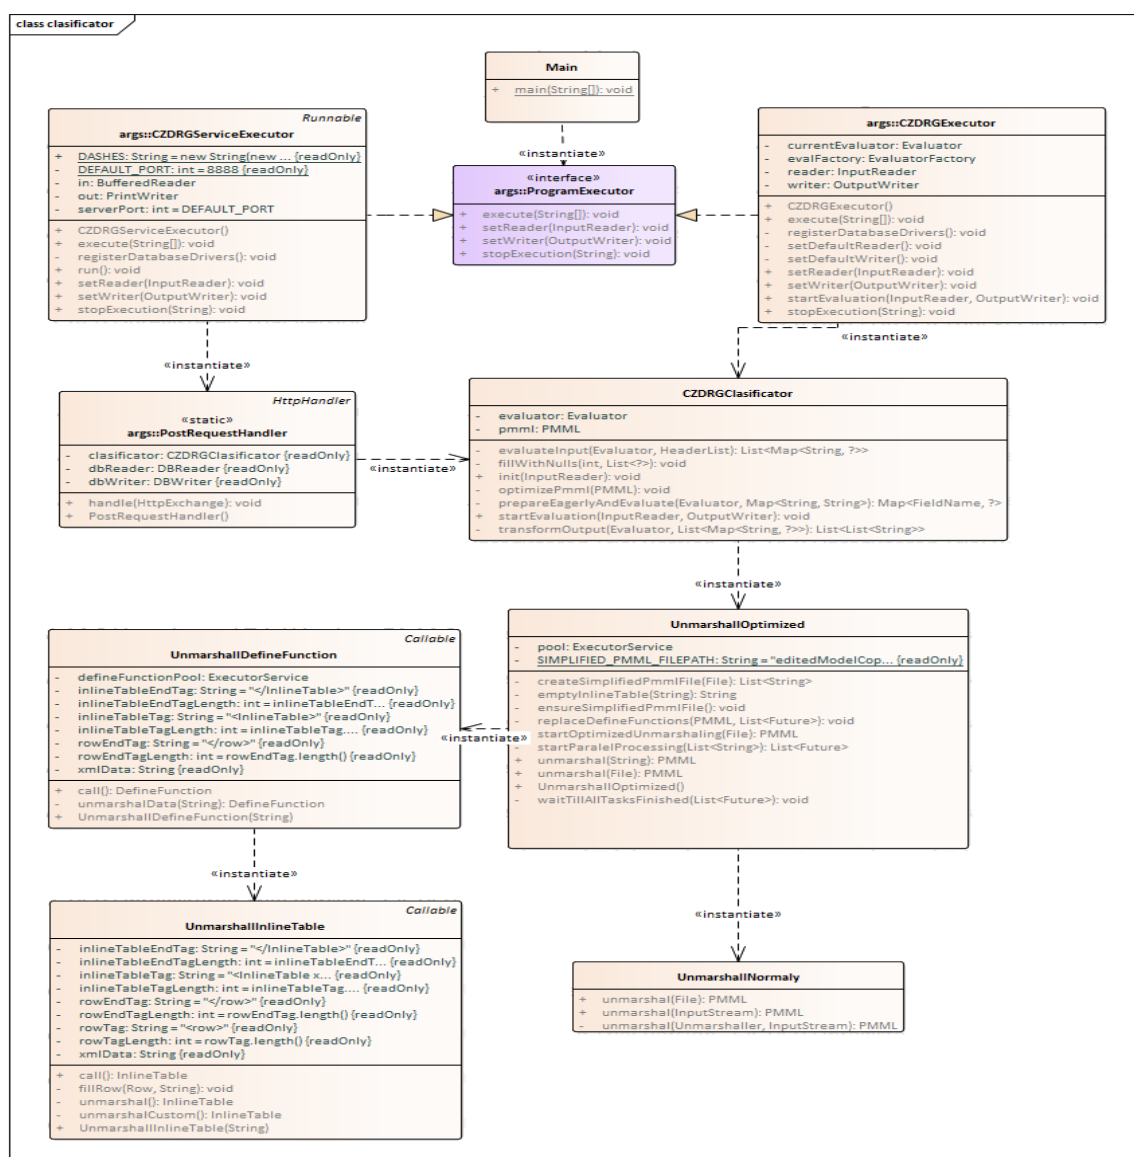 class clasificator
Main
+ main(String[]): void
«instantiate»
Runnable
args::CZDRGServiceExecutor
+ DASHES: String = new String(new ... {readOnly}
- DEFAULT_PORT: int = 8888 {readOnly}
- in: BufferedReader
- out: PrintWriter
- serverPort: int = DEFAULT_PORT
+ CZDRGServiceExecutor()
+ execute(String[]): void
- registerDatabaseDrivers(): void
+ run(): void
+ setReader(InputReader): void
+ setWriter(OutputWriter): void
+ stopExecution(String): void
«interface»
args::ProgramExecutor
+ execute(String[]): void
+ setReader(InputReader): void
+ setWriter(OutputWriter): void
+ stopExecution(String): void
args::CZDRGExecutor
- currentEvaluator: Evaluator
- evalFactory: EvaluatorFactory
- reader: InputReader
- writer: OutputWriter
+ CZDRGExecutor()
+ execute(String[]): void
- registerDatabaseDrivers(): void
- setDefaultReader(): void
- setDefaultWriter(): void
+ setReader(InputReader): void
+ setWriter(OutputWriter): void
+ startEvaluation(InputReader, OutputWriter): void
+ stopExecution(String): void
«instantiate»
«instantiate»
HttpHandler
«static»
args::PostRequestHandler
- clasificator: CZDRGClasificator {readOnly}
- dbReader: DBReader {readOnly}
- dbWriter: DBWriter {readOnly}
+ handle(HttpExchange): void
+ PostRequestHandler()
«instantiate»
CZDRGClasificator
- evaluator: Evaluator
- pmml: PMML
- evaluateInput(Evaluator, HeaderList): List<Map<String, ?>>
- fillWithNulls(int, List<?>): void
+ init(InputReader): void
- optimizePmml(PMML): void
- prepareEagerlyAndEvaluate(Evaluator, Map<String, String>): Map<FieldName, ?>
+ startEvaluation(InputReader, OutputWriter): void
- transformOutput(Evaluator, List<Map<String, ?>>): List<List<String>>
«instantiate»
Callable
UnmarshallDefineFunction
- defineFunctionPool: ExecutorService
- inlineTableEndTag: String = "</InlineTable>" {readOnly}
- inlineTableEndTagLength: int = inlineTableEndT... {readOnly}
- inlineTableTag: String = "<InlineTable>" {readOnly}
- inlineTableTagLength: int = inlineTableTag.... {readOnly}
- rowEndTag: String = "</row>" {readOnly}
- rowEndTagLength: int = rowEndTag.length() {readOnly}
- xmlData: String {readOnly}
+ call(): DefineFunction
- unmarshalData(String): DefineFunction
+ UnmarshallDefineFunction(String)
«instantiate»
UnmarshallOptimized
- pool: ExecutorService
- SIMPLIFIED_PMML_FILEPATH: String = "editedModelCop... {readOnly}
- createSimplifiedPmmlFile(File): List<String>
- emptyInlineTable(String): String
- ensureSimplifiedPmmlFile(): void
- replaceDefineFunctions(PMML, List<Future>): void
- startOptimizedUnmarshaling(File): PMML
- startParalelProcessing(List<String>): List<Future>
+ unmarshal(String): PMML
+ unmarshal(File): PMML
+ UnmarshallOptimized()
- waitTillAllTasksFinished(List<Future>): void
«instantiate»
«instantiate»
Callable
UnmarshallInlineTable
- inlineTableEndTag: String = "</InlineTable>" {readOnly}
- inlineTableEndTagLength: int = inlineTableEndT... {readOnly}
- inlineTableTag: String = "<InlineTable x... {readOnly}
- inlineTableTagLength: int = inlineTableTag.... {readOnly}
- rowEndTag: String = "</row>" {readOnly}
- rowEndTagLength: int = rowEndTag.length() {readOnly}
- rowTag: String = "<row>" {readOnly}
- rowTagLength: int = rowTag.length() {readOnly}
- xmlData: String {readOnly}
+ call(): InlineTable
- fillRow(Row, String): void
- unmarshal(): InlineTable
- unmarshalCustom(): InlineTable
+ UnmarshallInlineTable(String)
UnmarshallNormaly
+ unmarshal(File): PMML
+ unmarshal(InputStream): PMML
- unmarshal(Unmarshaller, InputStream): PMML